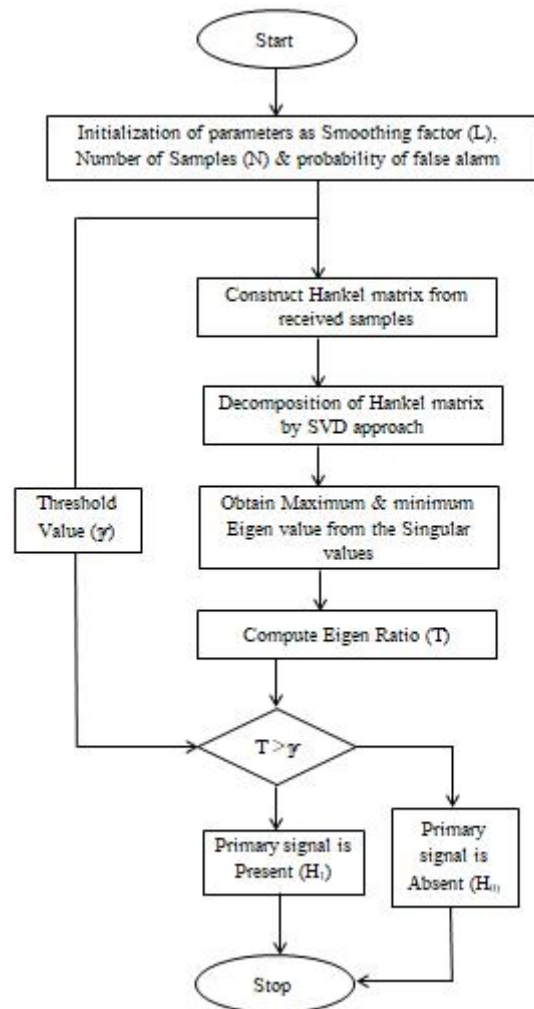 Start
Initialization of parameters as Smoothing factor (L),
Number of Samples (N) & probability of false alarm
Construct Hankel matrix from
received samples
Decomposition of Hankel matrix
by SVD approach
Threshold
Value (γ)
Obtain Maximum & minimum
Eigen value from the Singular
values
Compute Eigen Ratio (T)
T > γ
Primary signal is
Present (H₁)
Primary
signal is
Absent (H₀)
Stop